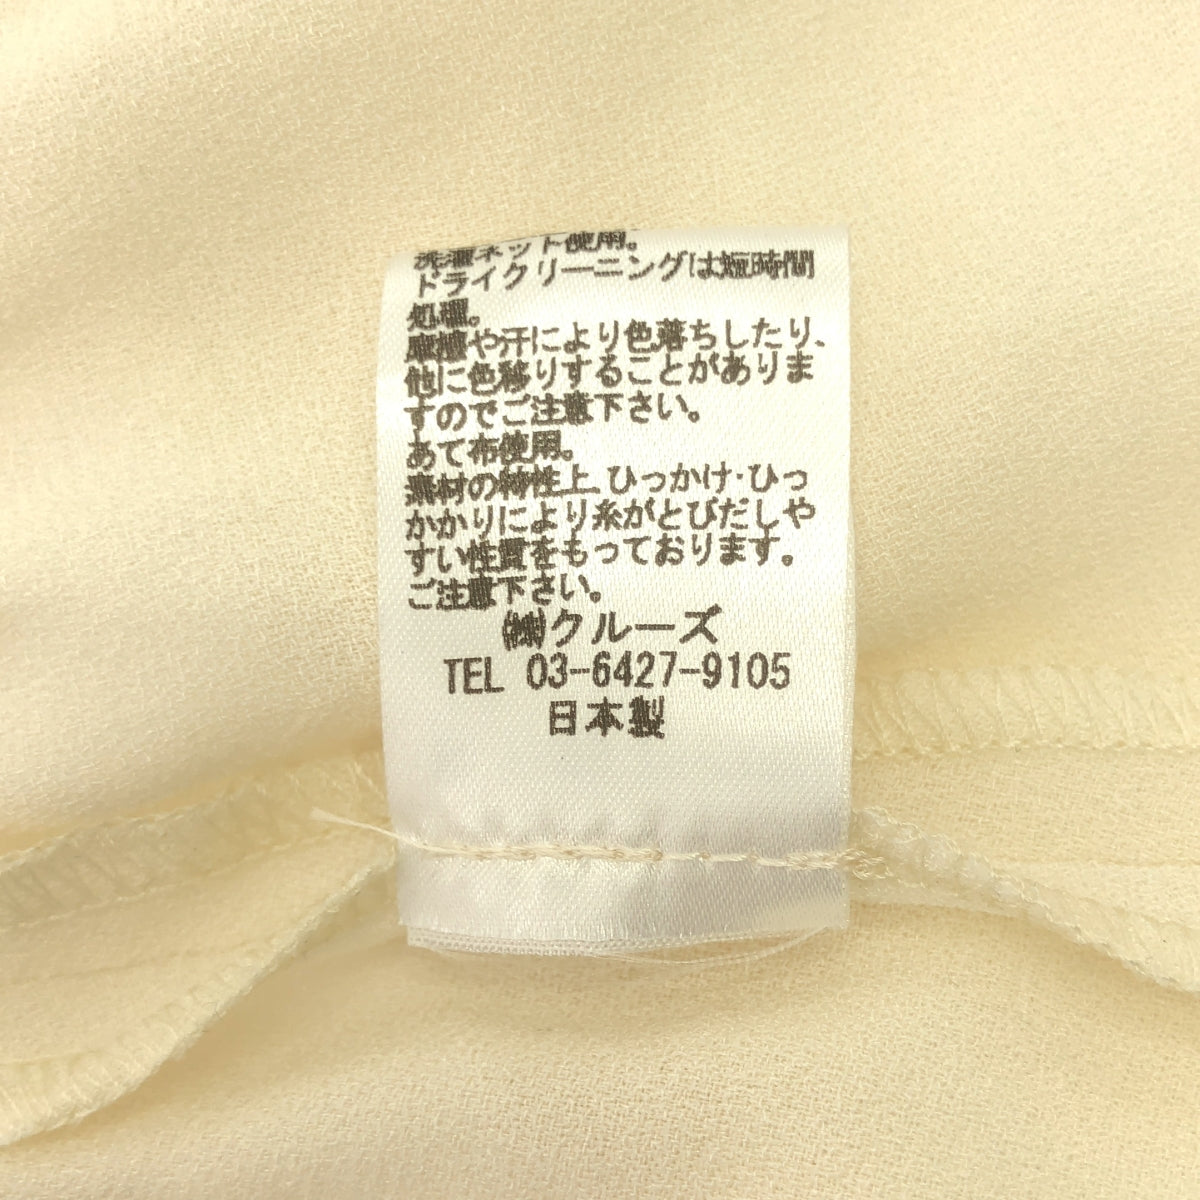 洗濯ネット使用。
ドライクリーニングは短時間
処理。
摩擦や汗により色落ちしたり、
他に色移りすることがありま
すのでご注意下さい。
あて布使用。
素材の特性上、ひっかけ・ひっ
かかりにより糸がとびだしや
すい性質をもっております。
ご注意下さい。
㈱クルーズ
TEL 03-6427-9105
日本製